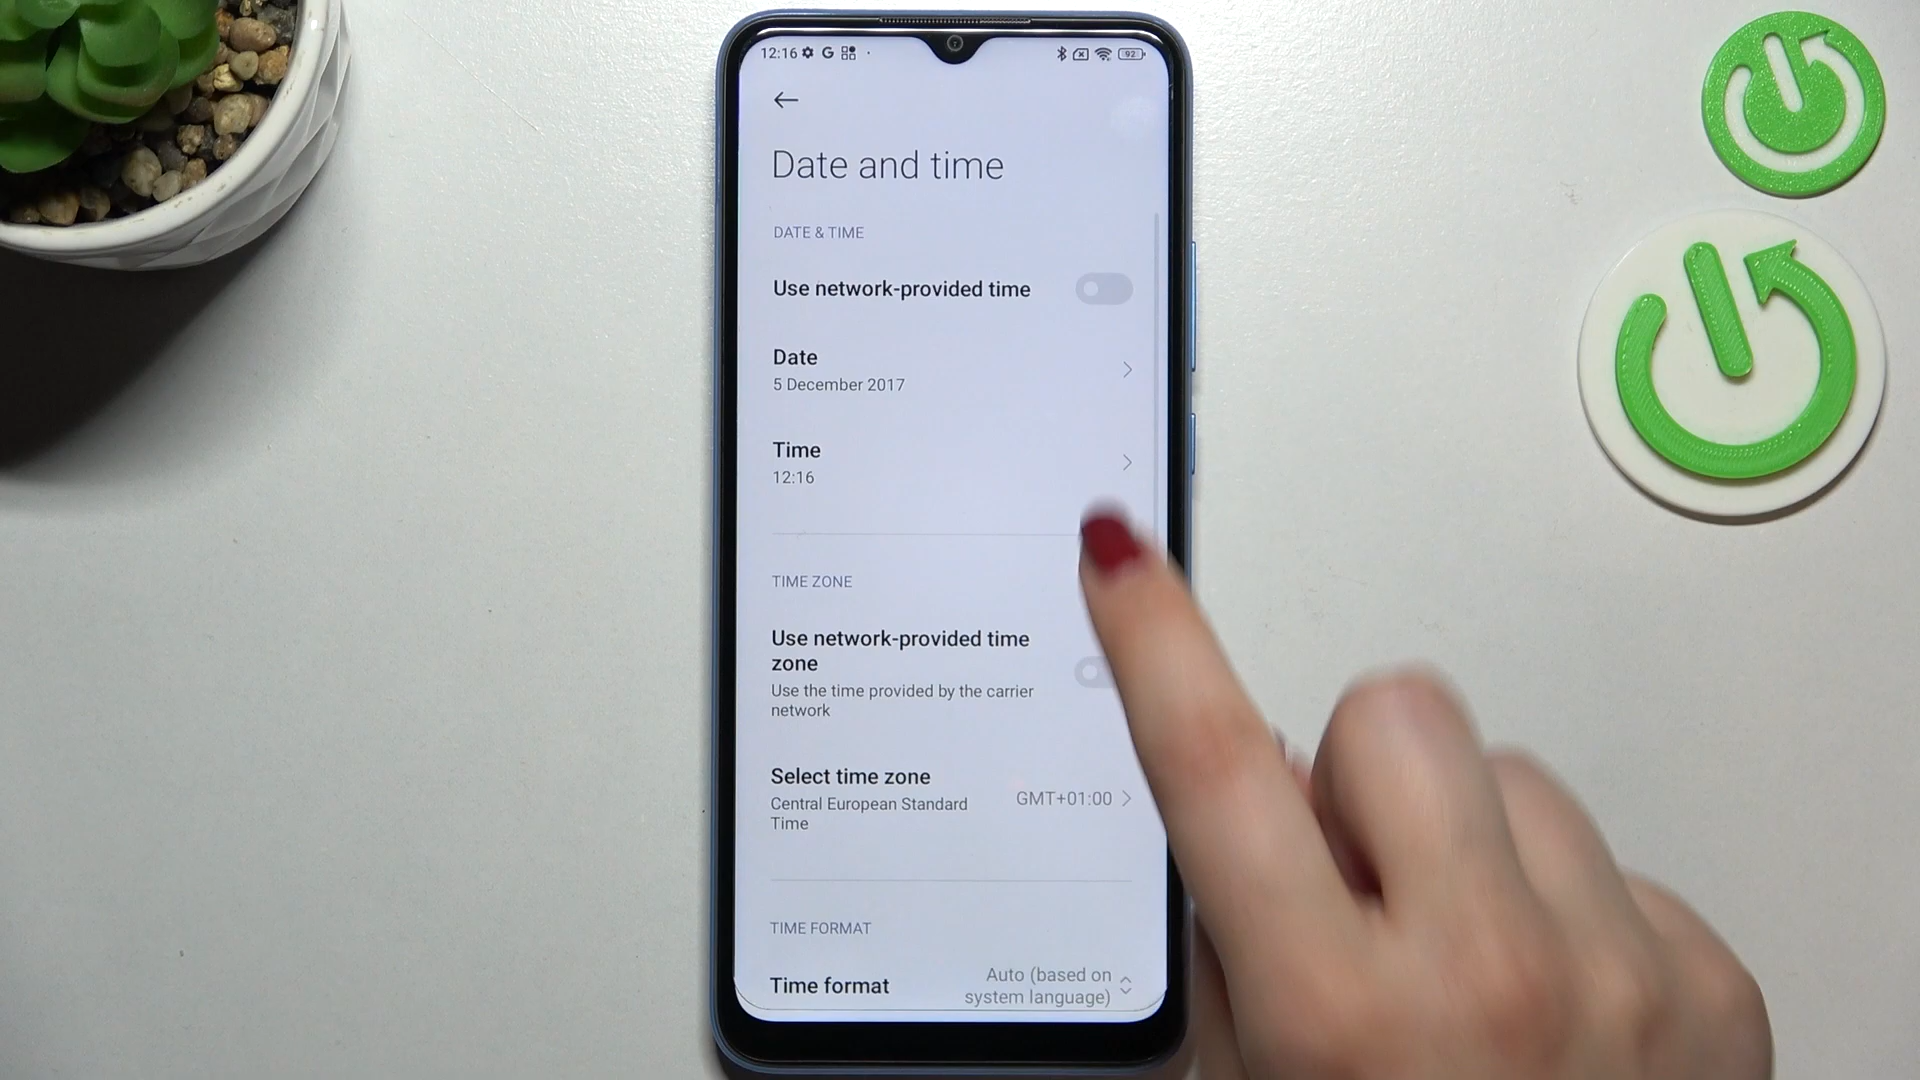 12:16 G 92
Date and time
DATE & TIME
Use network-provided time
Date
5 December 2017
Time
12:16
TIME ZONE
Use network-provided time
zone
Use the time provided by the carrier
network
Select time zone
Central European Standard
Time
GMT+01:00
TIME FORMAT
Time format
Auto (based on
system language)